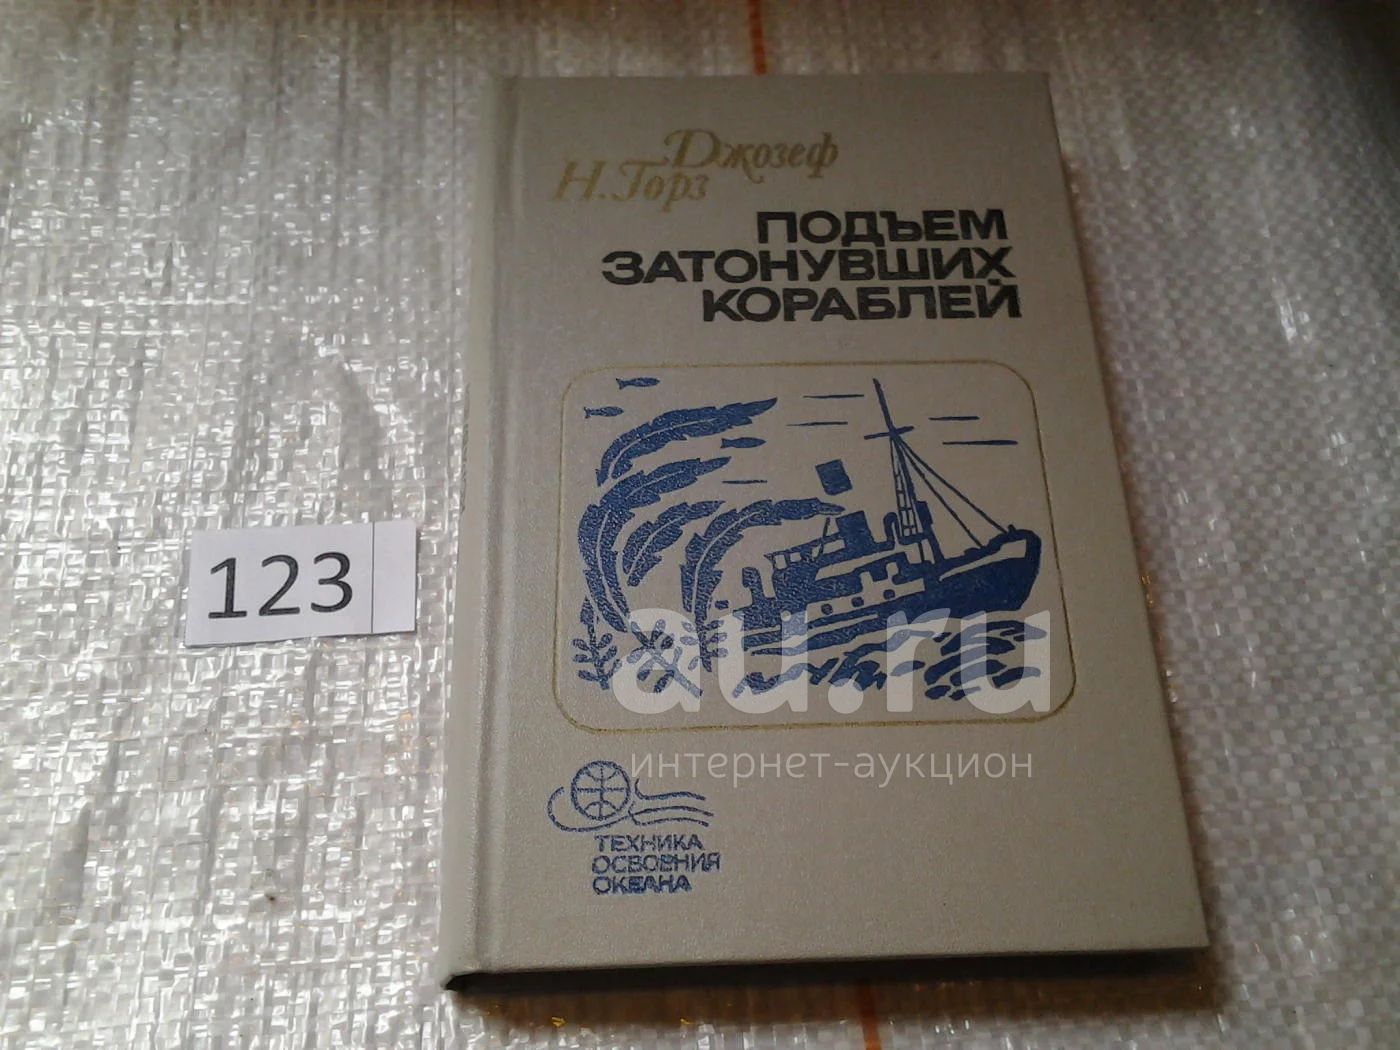 Джозеф
Н. Горз
ПОДЪЕМ
ЗАТОНУВШИХ
КОРАБЛЕЙ
123
au.ru
интернет-аукцион
ТЕХНИКА
ОСВОЕНИЯ
ОКЕАНА